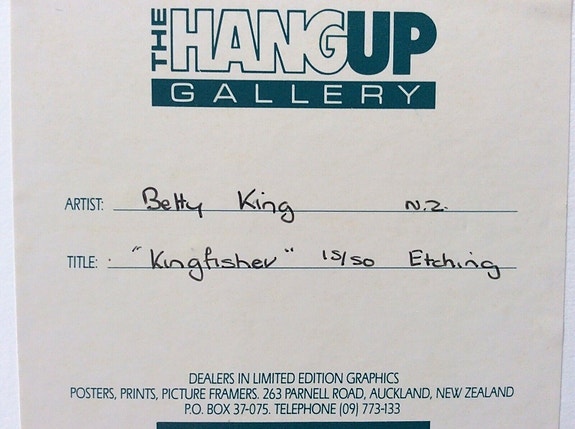 THE HANGUP
GALLERY
ARTIST: Betty King N.Z.
TITLE: "Kingfisher" 15/50 Etching
DEALERS IN LIMITED EDITION GRAPHICS
POSTERS, PRINTS, PICTURE FRAMERS. 263 PARNELL ROAD, AUCKLAND, NEW ZEALAND
P.O. BOX 37-075. TELEPHONE (09) 773-133